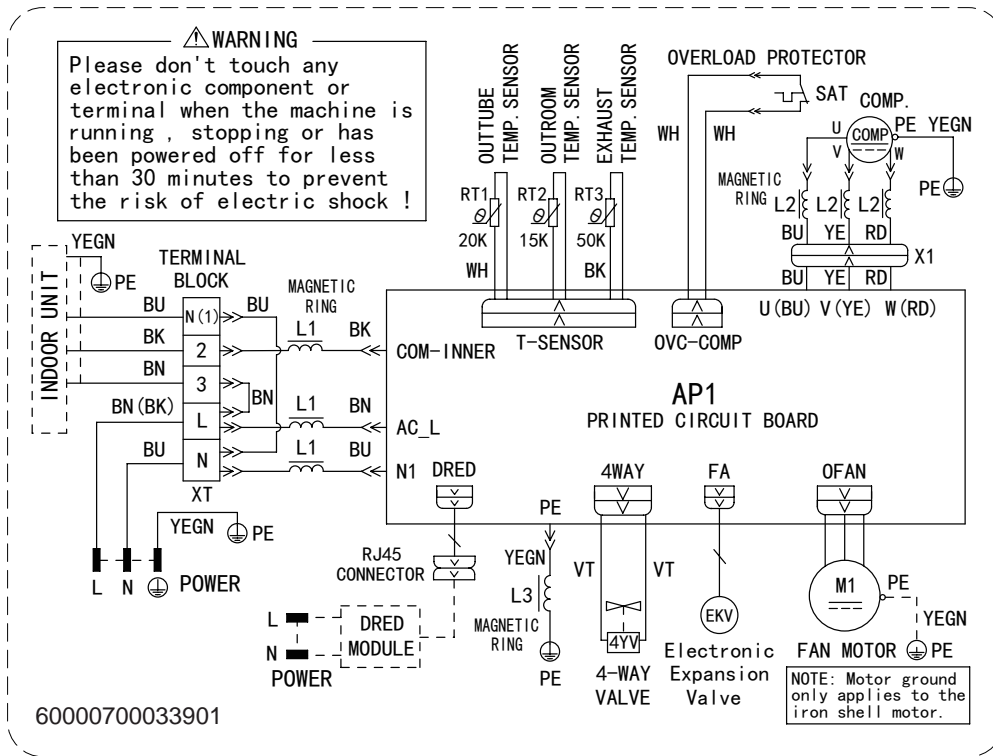 WARNING
Please don't touch any
electronic component or
terminal when the machine is
running , stopping or has
been powered off for less
than 30 minutes to prevent
the risk of electric shock !
OUTTUBE
TEMP. SENSOR
OUTROOM
TEMP. SENSOR
EXHAUST
TEMP. SENSOR
OVERLOAD PROTECTOR
SAT
COMP.
WH
WH
U
V
W
COMP
PE
YEGN
PE
RT1
θ
20K
WH
RT2
θ
15K
RT3
θ
50K
BK
MAGNETIC
RING
L2
L2
L2
BU
YE
RD
X1
BU
YE
RD
U(BU) V(YE) W(RD)
YEGN
PE
INDOOR UNIT
TERMINAL
BLOCK
BU
BK
BN
BN(BK)
BU
N(1)
2
3
L
N
XT
BU
BN
MAGNETIC
RING
L1
BK
L1
BN
L1
BU
COM-INNER
AC_L
N1
T-SENSOR
OVC-COMP
AP1
PRINTED CIRCUIT BOARD
DRED
PE
4WAY
FA
OFAN
YEGN
PE
L
N
POWER
RJ45
CONNECTOR
L
N
POWER
DRED
MODULE
YEGN
L3
MAGNETIC
RING
PE
VT
VT
4YV
4-WAY
VALVE
EKV
Electronic
Expansion
Valve
M1
PE
YEGN
FAN MOTOR
PE
NOTE: Motor ground
only applies to the
iron shell motor.
60000700033901